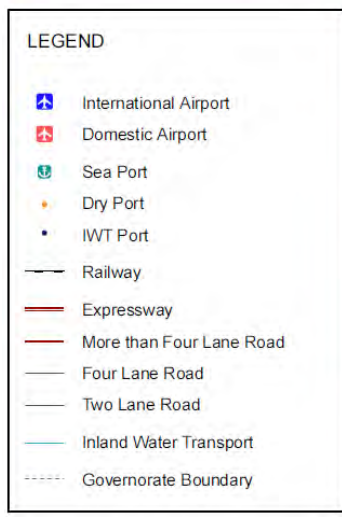 LEGEND
International Airport
Domestic Airport
Sea Port
Dry Port
IWT Port
Railway
Expressway
More than Four Lane Road
Four Lane Road
Two Lane Road
Inland Water Transport
Governorate Boundary